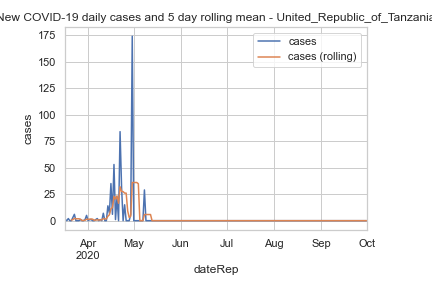 New COVID-19 daily cases and 5 day rolling mean - United_Republic_of_Tanzania
cases
cases (rolling)
175
150
125
100
75
50
25
0
cases
Apr May Jun Jul Aug Sep Oct
2020
dateRep